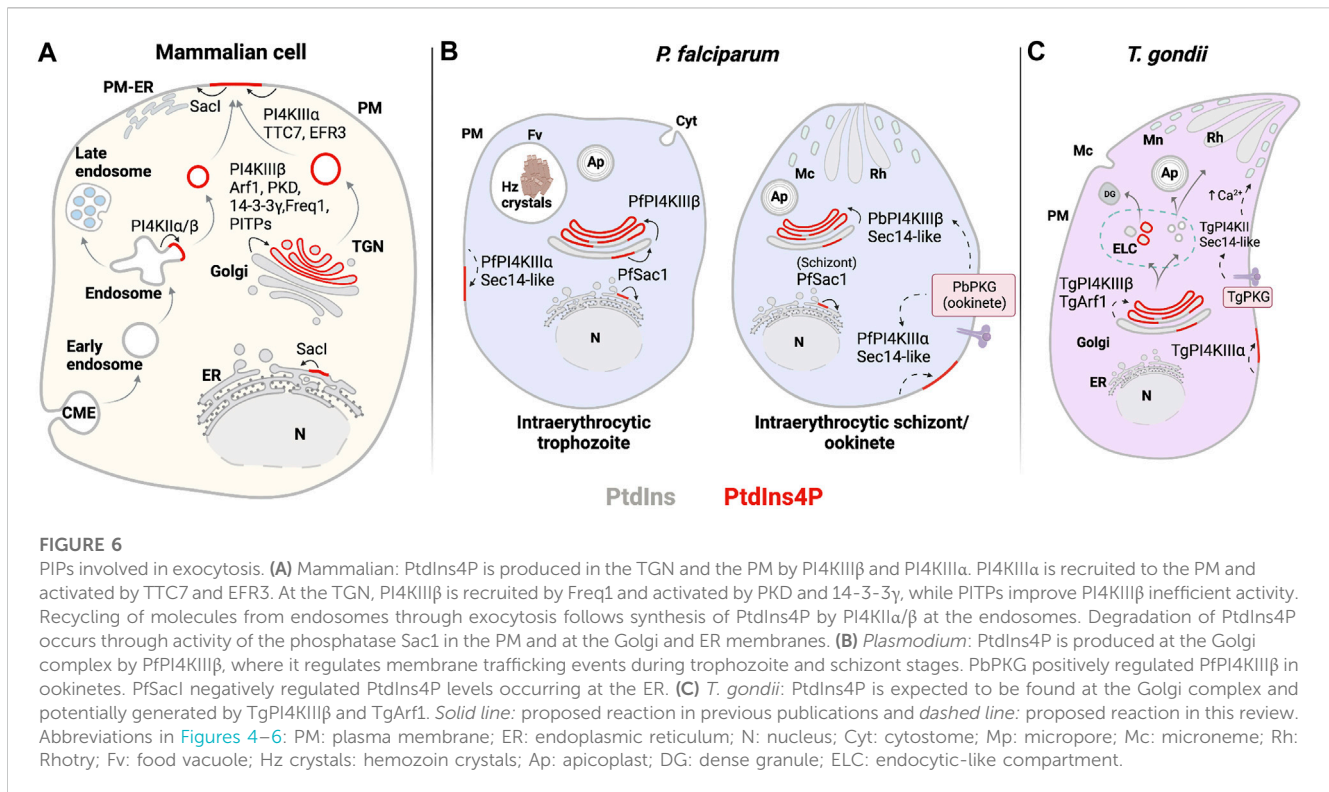 A
Mammalian cell
PM-ER
SacI
PM
PI4KIIIα
TTC7, EFR3
Late
endosome
PI4KIIIβ
Arf1, PKD,
14-3-3γ,Freq1,
PITPs
PI4KIIα/β
TGN
Golgi
Endosome
Early
endosome
SacI
ER
CME
N
B
P. falciparum
PM
Fv
Cyt
Ap
Hz
crystals
PfPI4KIIIβ
PfPI4KIIIα
Sec14-like
PfSac1
N
Intraerythrocytic
trophozoite
Mc
Rh
Ap
PbPI4KIIIβ
Sec14-like
(Schizont)
PfSac1
PbPKG
(ookinete)
N
PfPI4KIIIα
Sec14-like
Intraerythrocytic schizont/
ookinete
C
T. gondii
Rh
Mn
Mc
Ap
DG
↑Ca²⁺
PM
TgPI4KII
Sec14-like
ELC
TgPI4KIIIβ
TgArf1
TgPKG
Golgi
TgPI4KIIIα
ER
N
PtdIns PtdIns4P
FIGURE 6
PIPs involved in exocytosis. (A) Mammalian: PtdIns4P is produced in the TGN and the PM by PI4KIIIβ and PI4KIIIα. PI4KIIIα is recruited to the PM and
activated by TTC7 and EFR3. At the TGN, PI4KIIIβ is recruited by Freq1 and activated by PKD and 14-3-3γ, while PITPs improve PI4KIIIβ inefficient activity.
Recycling of molecules from endosomes through exocytosis follows synthesis of PtdIns4P by PI4KIIα/β at the endosomes. Degradation of PtdIns4P
occurs through activity of the phosphatase Sac1 in the PM and at the Golgi and ER membranes. (B) Plasmodium: PtdIns4P is produced at the Golgi
complex by PfPI4KIIIβ, where it regulates membrane trafficking events during trophozoite and schizont stages. PbPKG positively regulated PfPI4KIIIβ in
ookinetes. PfSacI negatively regulated PtdIns4P levels occurring at the ER. (C) T. gondii: PtdIns4P is expected to be found at the Golgi complex and
potentially generated by TgPI4KIIIβ and TgArf1. Solid line: proposed reaction in previous publications and dashed line: proposed reaction in this review.
Abbreviations in Figures 4–6: PM: plasma membrane; ER: endoplasmic reticulum; N: nucleus; Cyt: cytostome; Mp: micropore; Mc: microneme; Rh:
Rhotry; Fv: food vacuole; Hz crystals: hemozoin crystals; Ap: apicoplast; DG: dense granule; ELC: endocytic-like compartment.